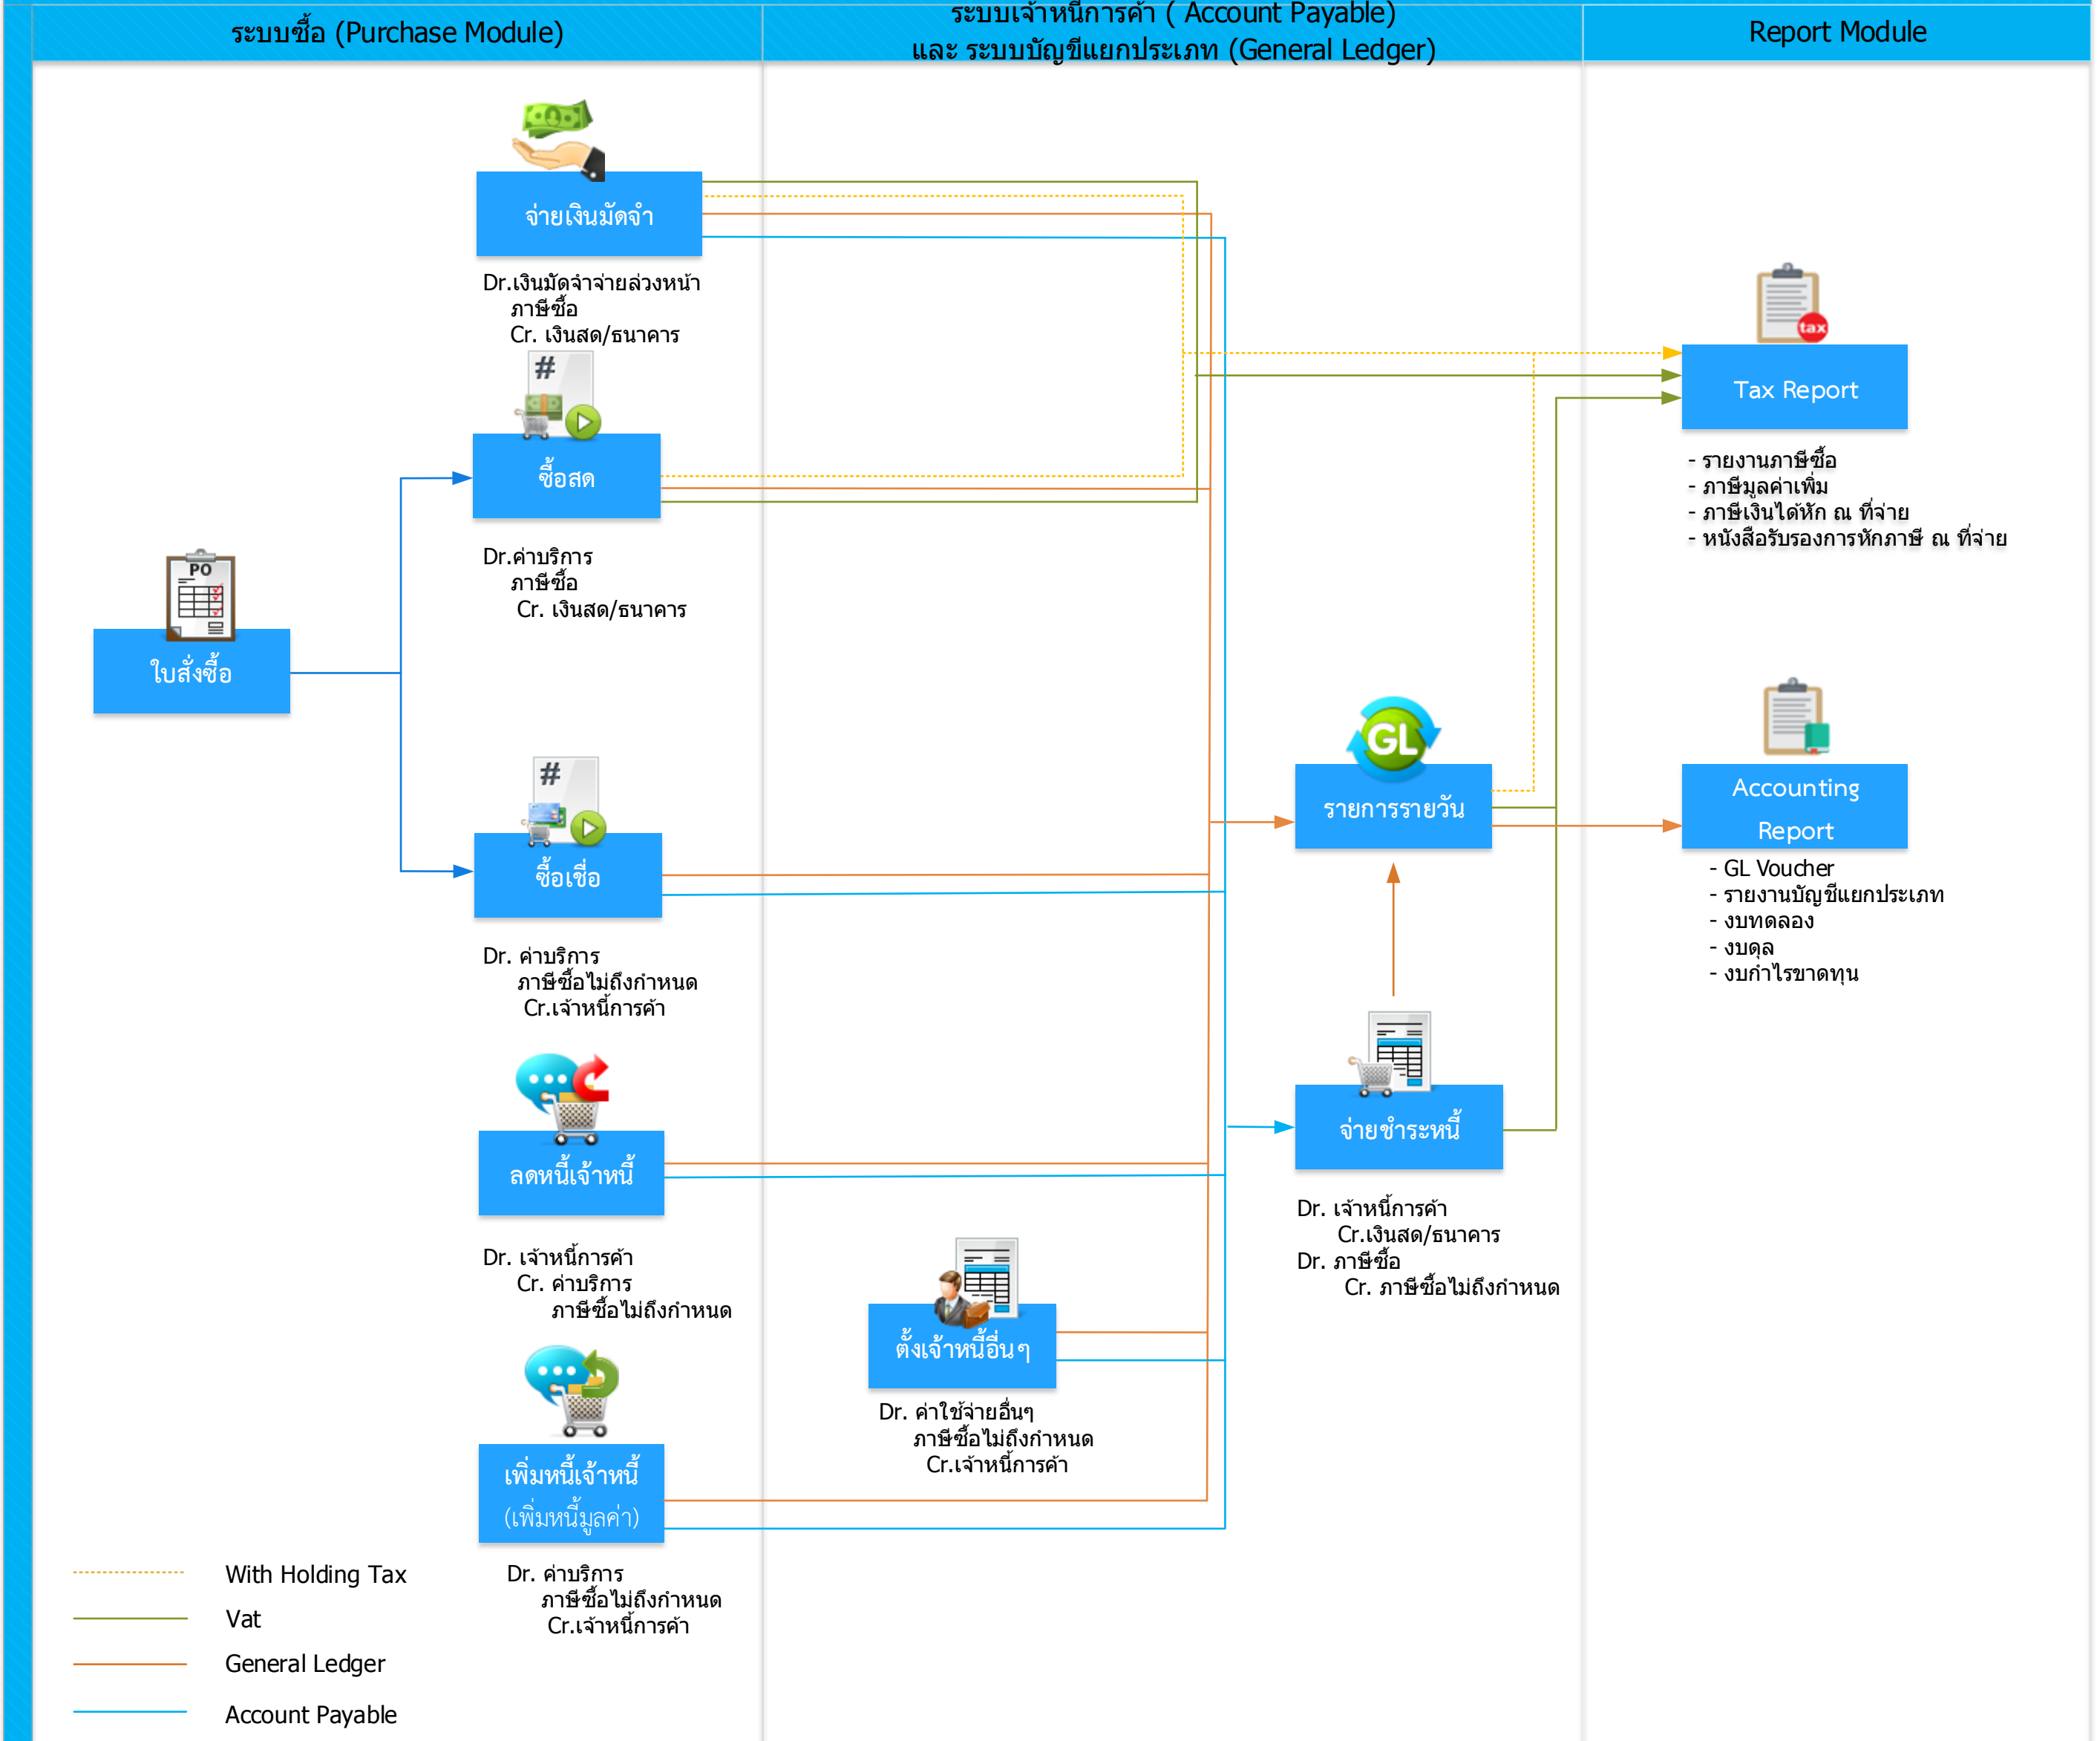 ระบบซื้อ (Purchase Module)
ระบบเจ้าหนี้การค้า ( Account Payable)
และ ระบบบัญชีแยกประเภท (General Ledger)
Report Module
จ่ายเงินมัดจำ
Dr.เงินมัดจำจ่ายล่วงหน้า
ภาษีซื้อ
Cr. เงินสด/ธนาคาร
#
ซื้อสด
Dr.ค่าบริการ
ภาษีซื้อ
Cr. เงินสด/ธนาคาร
PO
ใบสั่งซื้อ
#
ซื้อเชื่อ
Dr. ค่าบริการ
ภาษีซื้อไม่ถึงกำหนด
Cr.เจ้าหนี้การค้า
ลดหนี้เจ้าหนี้
Dr. เจ้าหนี้การค้า
Cr. ค่าบริการ
ภาษีซื้อไม่ถึงกำหนด
เพิ่มหนี้เจ้าหนี้
(เพิ่มหนี้มูลค่า)
Dr. ค่าบริการ
ภาษีซื้อไม่ถึงกำหนด
Cr.เจ้าหนี้การค้า
ตั้งเจ้าหนี้อื่นๆ
Dr. ค่าใช้จ่ายอื่นๆ
ภาษีซื้อไม่ถึงกำหนด
Cr.เจ้าหนี้การค้า
GL
รายการรายวัน
จ่ายชำระหนี้
Dr. เจ้าหนี้การค้า
Cr.เงินสด/ธนาคาร
Dr. ภาษีซื้อ
Cr. ภาษีซื้อไม่ถึงกำหนด
tax
Tax Report
- รายงานภาษีซื้อ
- ภาษีมูลค่าเพิ่ม
- ภาษีเงินได้หัก ณ ที่จ่าย
- หนังสือรับรองการหักภาษี ณ ที่จ่าย
Accounting
Report
- GL Voucher
- รายงานบัญชีแยกประเภท
- งบทดลอง
- งบดุล
- งบกำไรขาดทุน
With Holding Tax
Vat
General Ledger
Account Payable